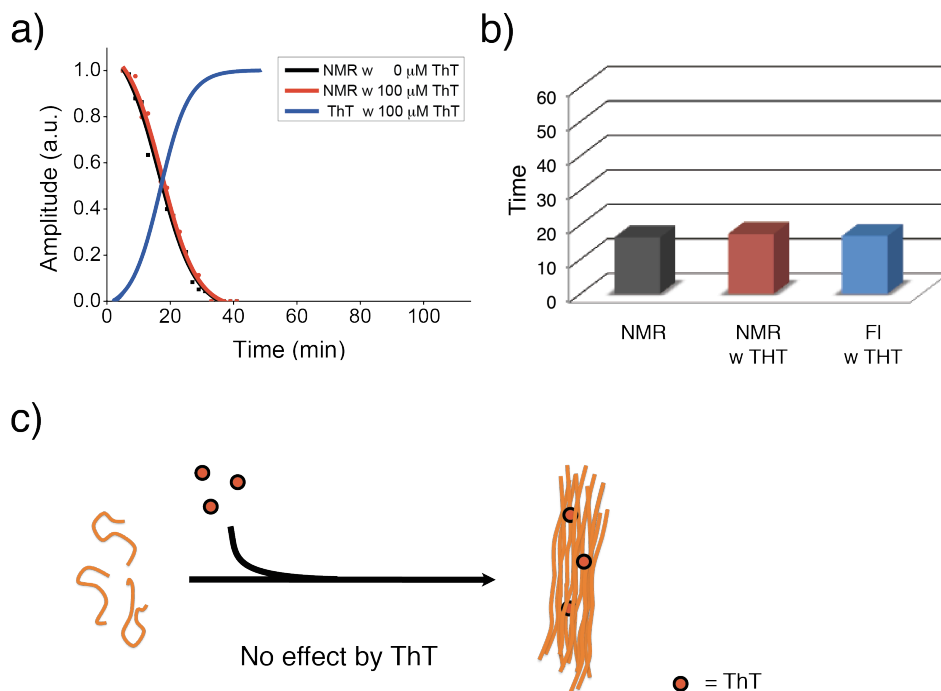 a)
1.0
0.8
0.6
0.4
0.2
0.0
Amplitude (a.u.)
0 20 40 60 80 100
Time (min)
NMR w 0 μM ThT
NMR w 100 μM ThT
ThT w 100 μM ThT
b)
60
50
40
30
20
10
0
Time
NMR
NMR
w THT
Fl
w THT
c)
No effect by ThT
= ThT